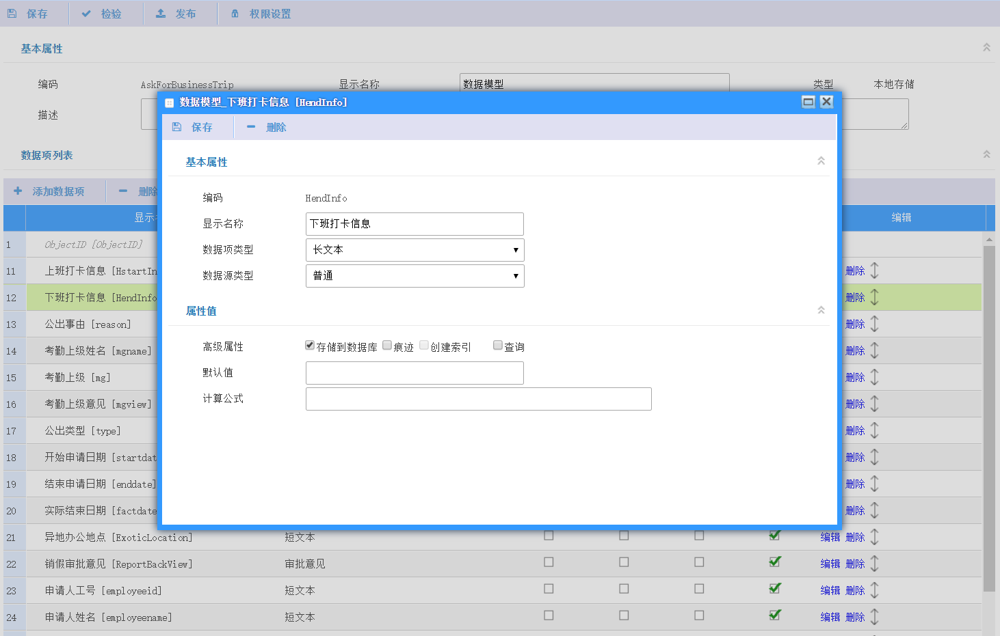 保存 检验 发布 权限设置
基本属性
编码 AskForBusinessTrip 显示名称 数据模型 类型 本地存储
描述
数据项列表
添加数据项 删除
显示 编辑
1 ObjectID [ObjectID]
11 上班打卡信息 [HstartIn 删除
12 下班打卡信息 [HendInfo 删除
13 公出事由 [reason] 删除
14 考勤上级姓名 [mgname] 删除
15 考勤上级 [mg] 删除
16 考勤上级意见 [mgview] 删除
17 公出类型 [type] 删除
18 开始申请日期 [startdat 删除
19 结束申请日期 [enddate] 删除
20 实际结束日期 [factdate 删除
21 异地办公地点 [ExoticLocation] 短文本 编辑 删除
22 销假审批意见 [ReportBackView] 审批意见 编辑 删除
23 申请人工号 [employeeid] 短文本 编辑 删除
24 申请人姓名 [employeename] 短文本 编辑 删除
数据模型_下班打卡信息 [HendInfo]
保存 删除
基本属性
编码 HendInfo
显示名称 下班打卡信息
数据项类型 长文本
数据源类型 普通
属性值
高级属性 存储到数据库 痕迹 创建索引 查询
默认值
计算公式